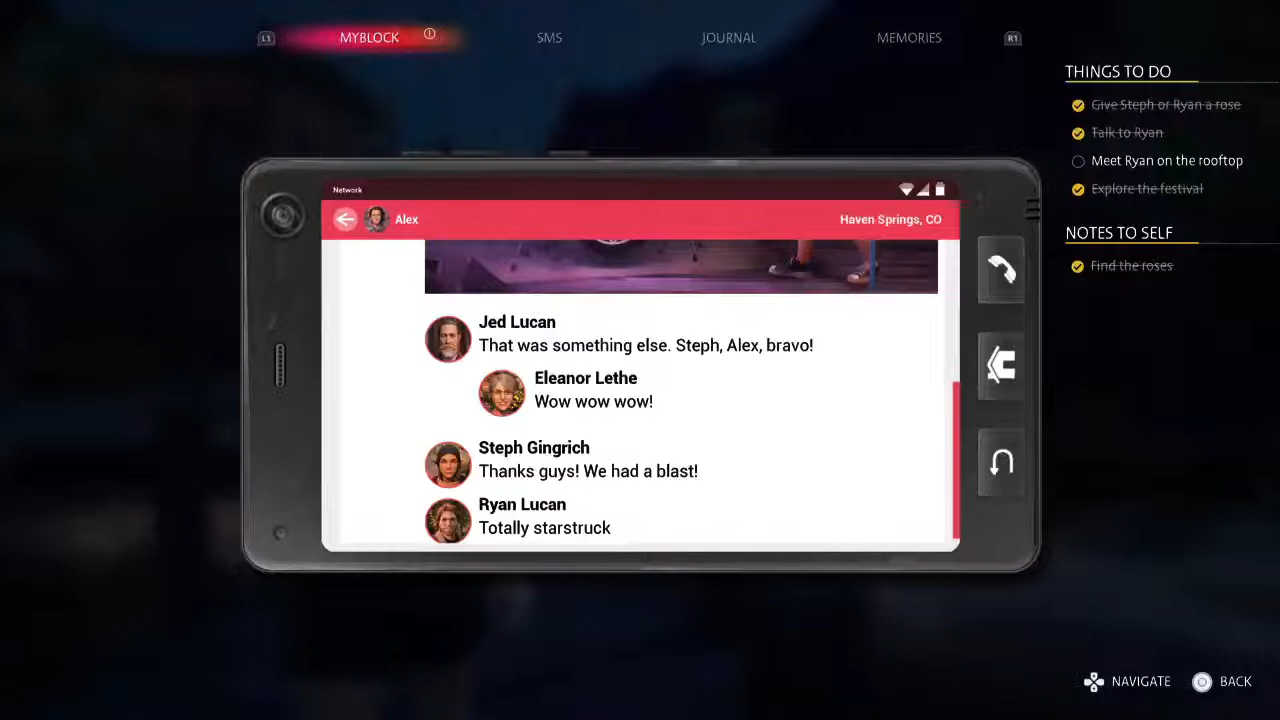 L1
MYBLOCK
SMS
JOURNAL
MEMORIES
R1
THINGS TO DO
Give Steph or Ryan a rose
Talk to Ryan
Meet Ryan on the rooftop
Explore the festival
NOTES TO SELF
Find the roses
Network
Alex
Haven Springs, CO
Jed Lucan
That was something else. Steph, Alex, bravo!
Eleanor Lethe
Wow wow wow!
Steph Gingrich
Thanks guys! We had a blast!
Ryan Lucan
Totally starstruck
NAVIGATE
BACK